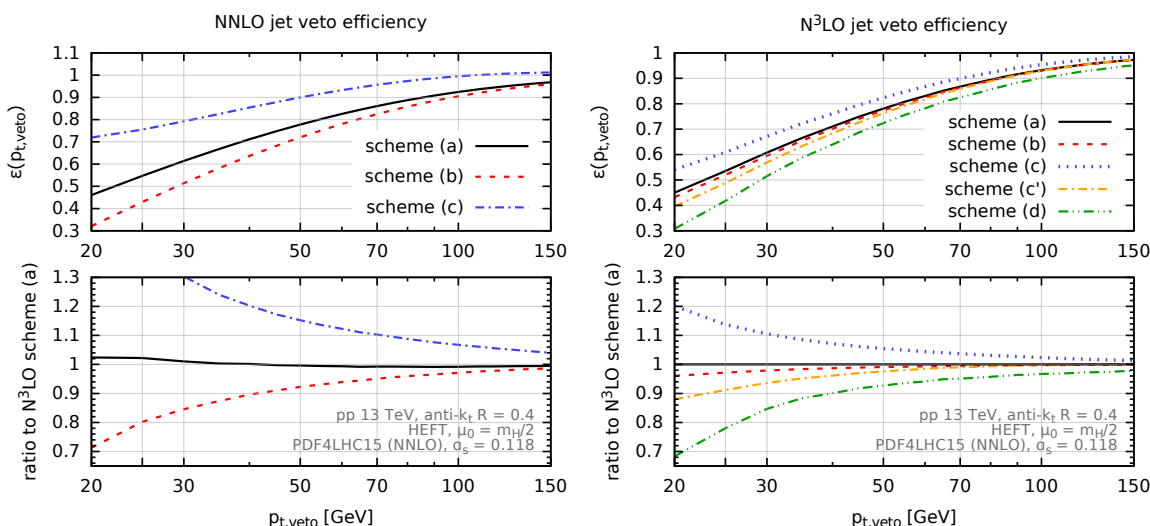 NNLO jet veto efficiency
1.1
1
0.9
0.8
0.7
0.6
0.5
0.4
0.3
ε(pt,veto)
scheme (a)
scheme (b)
scheme (c)
20 30 50 70 100 150
1.3
1.2
1.1
1
0.9
0.8
0.7
ratio to N³LO scheme (a)
pp 13 TeV, anti-kt R = 0.4
HEFT, μ0 = mH/2
PDF4LHC15 (NNLO), αs = 0.118
20 30 50 70 100 150
pt,veto [GeV]
N³LO jet veto efficiency
1
0.9
0.8
0.7
0.6
0.5
0.4
0.3
ε(pt,veto)
scheme (a)
scheme (b)
scheme (c)
scheme (c')
scheme (d)
20 30 50 70 100 150
1.3
1.2
1.1
1
0.9
0.8
0.7
ratio to N³LO scheme (a)
pp 13 TeV, anti-kt R = 0.4
HEFT, μ0 = mH/2
PDF4LHC15 (NNLO), αs = 0.118
20 30 50 70 100 150
pt,veto [GeV]